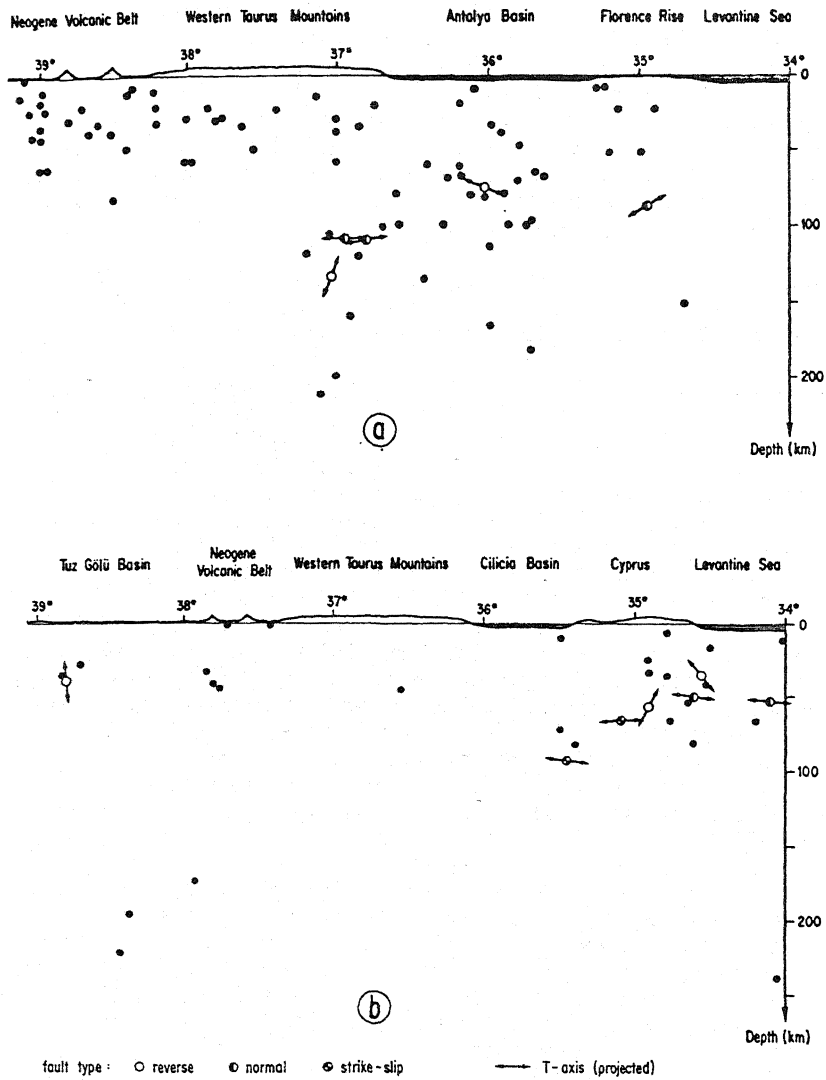 Neogene Volcanic Belt Western Taurus Mountains Antalya Basin Florence Rise Levantine Sea
39° 38° 37° 36° 35° 34°
0
100
200
Depth (km)
a
Tuz Gölü Basin Neogene Volcanic Belt Western Taurus Mountains Cilicia Basin Cyprus Levantine Sea
39° 38° 37° 36° 35° 34°
0
100
200
Depth (km)
b
fault type : reverse normal strike-slip T-axis (projected)